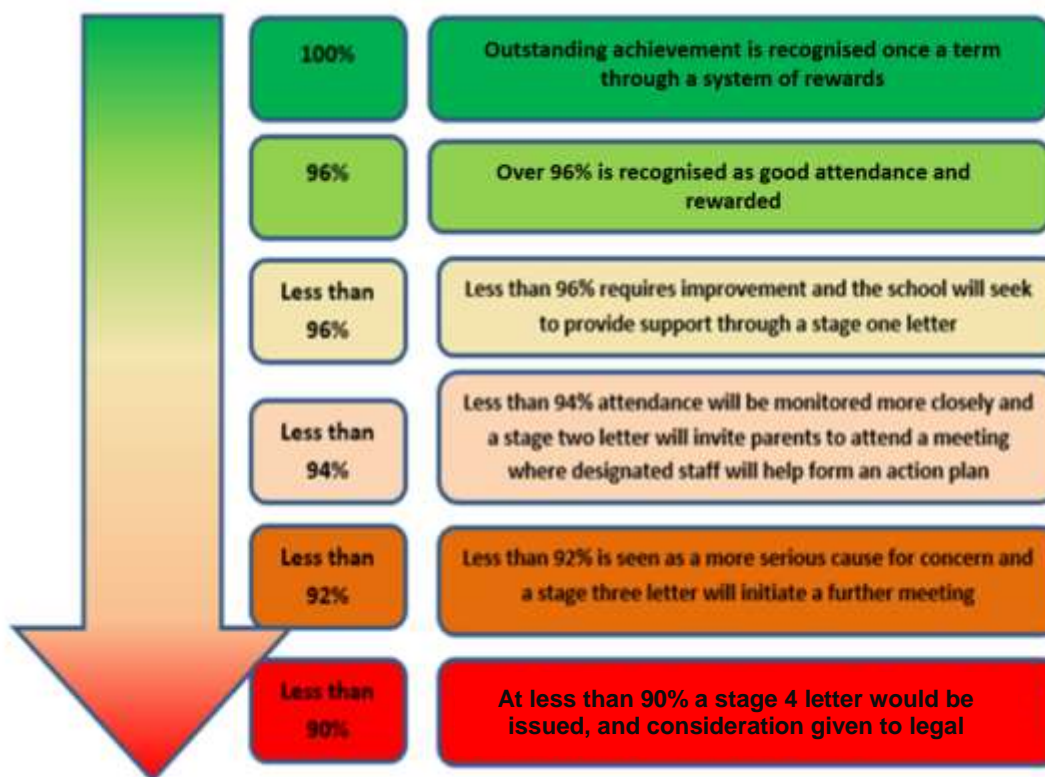 100%
Outstanding achievement is recognised once a term
through a system of rewards
96%
Over 96% is recognised as good attendance and
rewarded
Less than
96%
Less than 96% requires improvement and the school will seek
to provide support through a stage one letter
Less than
94%
Less than 94% attendance will be monitored more closely and
a stage two letter will invite parents to attend a meeting
where designated staff will help form an action plan
Less than
92%
Less than 92% is seen as a more serious cause for concern and
a stage three letter will initiate a further meeting
Less than
90%
At less than 90% a stage 4 letter would be
issued, and consideration given to legal